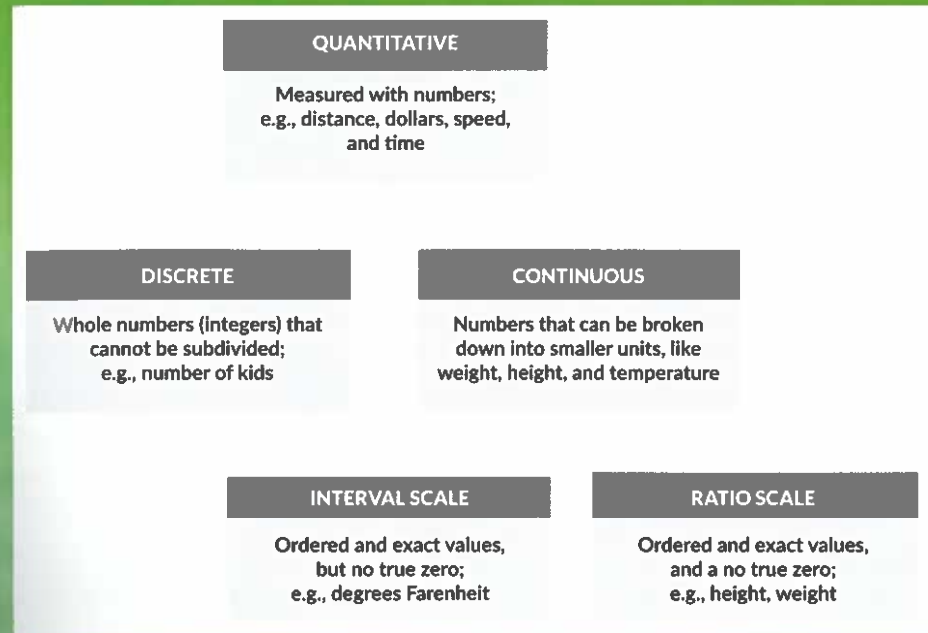 QUANTITATIVE
Measured with numbers;
e.g., distance, dollars, speed,
and time
DISCRETE
Whole numbers (integers) that
cannot be subdivided;
e.g., number of kids
CONTINUOUS
Numbers that can be broken
down into smaller units, like
weight, height, and temperature
INTERVAL SCALE
Ordered and exact values,
but no true zero;
e.g., degrees Farenheit
RATIO SCALE
Ordered and exact values,
and a no true zero;
e.g., height, weight